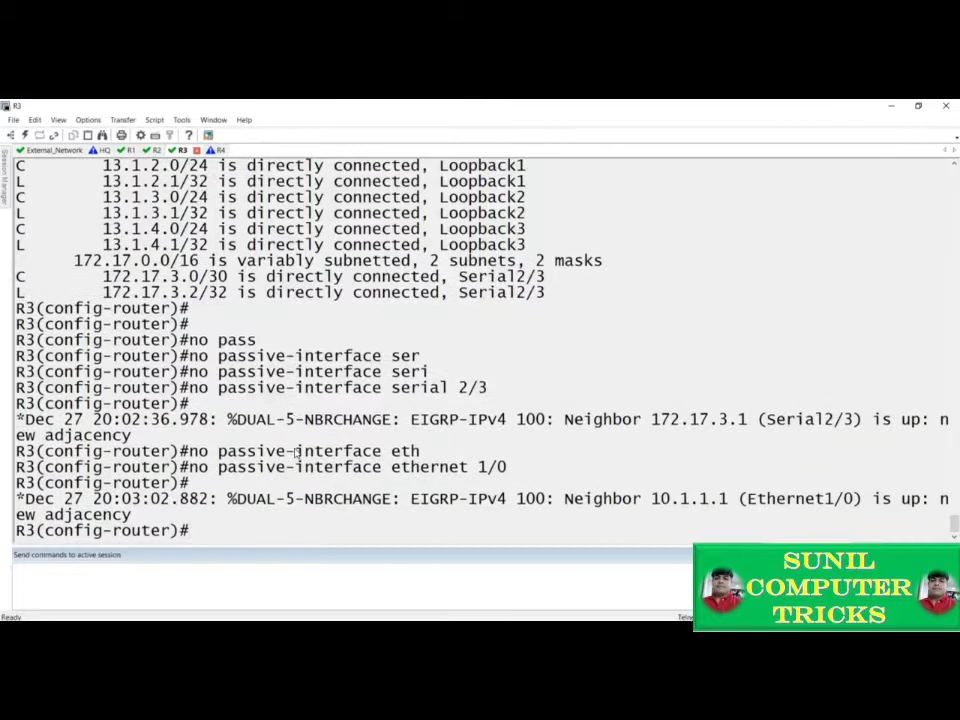 R3
File Edit View Options Transfer Script Tools Window Help
External_Network HQ R1 R2 R3 R4
Session Manager
C 13.1.2.0/24 is directly connected, Loopback1
L 13.1.2.1/32 is directly connected, Loopback1
C 13.1.3.0/24 is directly connected, Loopback2
L 13.1.3.1/32 is directly connected, Loopback2
C 13.1.4.0/24 is directly connected, Loopback3
L 13.1.4.1/32 is directly connected, Loopback3
172.17.0.0/16 is variably subnetted, 2 subnets, 2 masks
C 172.17.3.0/30 is directly connected, Serial2/3
L 172.17.3.2/32 is directly connected, Serial2/3
R3(config-router)#
R3(config-router)#
R3(config-router)#no pass
R3(config-router)#no passive-interface ser
R3(config-router)#no passive-interface seri
R3(config-router)#no passive-interface serial 2/3
R3(config-router)#
*Dec 27 20:02:36.978: %DUAL-5-NBRCHANGE: EIGRP-IPv4 100: Neighbor 172.17.3.1 (Serial2/3) is up: n
ew adjacency
R3(config-router)#no passive-interface eth
R3(config-router)#no passive-interface ethernet 1/0
R3(config-router)#
*Dec 27 20:03:02.882: %DUAL-5-NBRCHANGE: EIGRP-IPv4 100: Neighbor 10.1.1.1 (Ethernet1/0) is up: n
ew adjacency
R3(config-router)#
Send commands to active session
Ready
SUNIL
COMPUTER
TRICKS